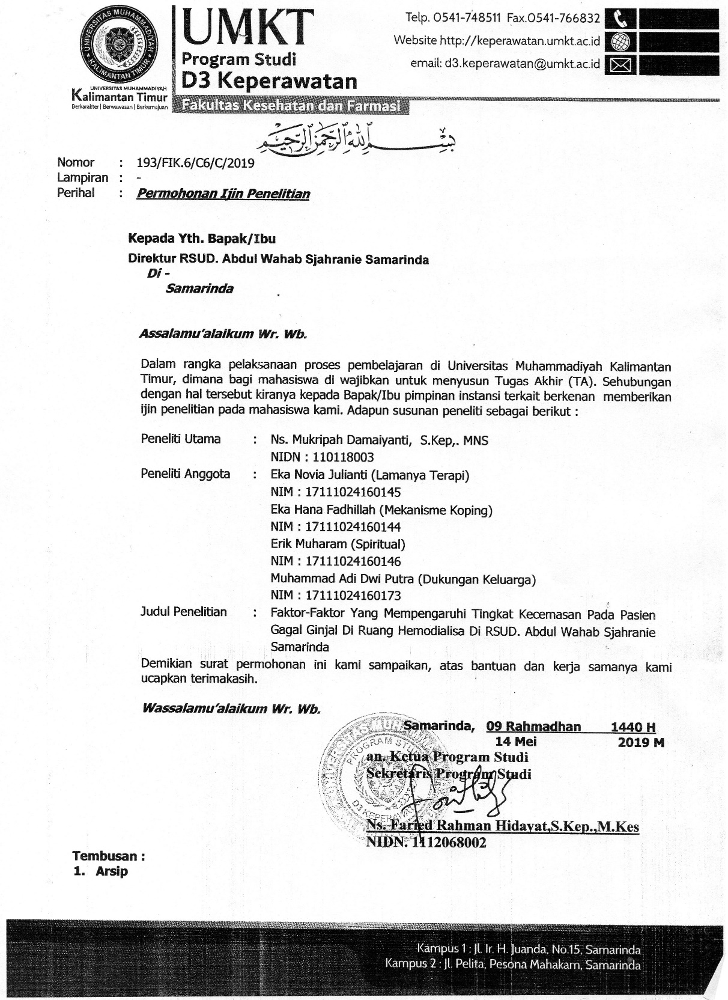 UNIVERSITAS MUHAMMADIYAH
KALIMANTAN TIMUR
UNIVERSITAS MUHAMMADIYAH
Kalimantan Timur
Berkarakter | Berwawasan | Berkemajuan
UMKT
Program Studi
D3 Keperawatan
Fakultas Kesehatan dan Farmasi
Telp. 0541-748511 Fax.0541-766832
Website http://keperawatan.umkt.ac.id
email: d3.keperawatan@umkt.ac.id
بسم الله الرحمن الرحيم
Nomor : 193/FIK.6/C6/C/2019
Lampiran : -
Perihal : Permohonan Ijin Penelitian
Kepada Yth. Bapak/Ibu
Direktur RSUD. Abdul Wahab Sjahranie Samarinda
Di -
Samarinda
Assalamu'alaikum Wr. Wb.
Dalam rangka pelaksanaan proses pembelajaran di Universitas Muhammadiyah Kalimantan
Timur, dimana bagi mahasiswa di wajibkan untuk menyusun Tugas Akhir (TA). Sehubungan
dengan hal tersebut kiranya kepada Bapak/Ibu pimpinan instansi terkait berkenan memberikan
ijin penelitian pada mahasiswa kami. Adapun susunan peneliti sebagai berikut :
Peneliti Utama : Ns. Mukripah Damaiyanti, S.Kep,. MNS
NIDN : 110118003
Peneliti Anggota : Eka Novia Julianti (Lamanya Terapi)
NIM : 17111024160145
Eka Hana Fadhillah (Mekanisme Koping)
NIM : 17111024160144
Erik Muharam (Spiritual)
NIM : 17111024160146
Muhammad Adi Dwi Putra (Dukungan Keluarga)
NIM : 17111024160173
Judul Penelitian : Faktor-Faktor Yang Mempengaruhi Tingkat Kecemasan Pada Pasien
Gagal Ginjal Di Ruang Hemodialisa Di RSUD. Abdul Wahab Sjahranie
Samarinda
Demikian surat permohonan ini kami sampaikan, atas bantuan dan kerja samanya kami
ucapkan terimakasih.
Wassalamu'alaikum Wr. Wb.
Samarinda, 09 Rahmadhan 1440 H
14 Mei 2019 M
an. Ketua Program Studi
Sekretaris Program Studi
Ns. Faried Rahman Hidayat,S.Kep.,M.Kes
NIDN. 1112068002
Tembusan :
1. Arsip
Kampus 1 : Jl. Ir. H. Juanda, No.15, Samarinda
Kampus 2 : Jl. Pelita, Pesona Mahakam, Samarinda